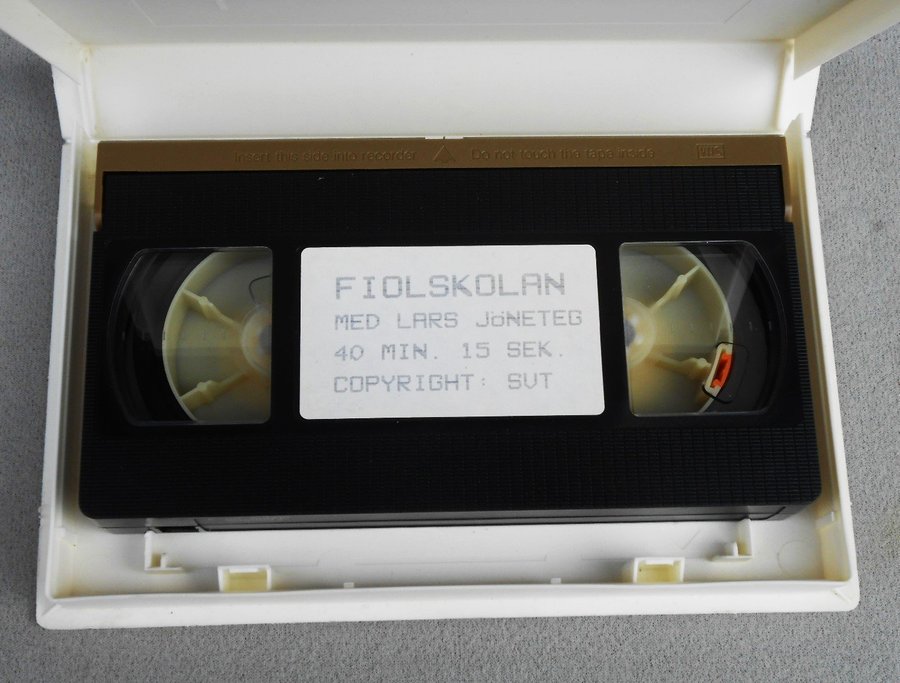 Insert this side into recorder Do not touch the tape inside VHS
FIOLSKOLAN
MED LARS JöNETEG
40 MIN. 15 SEK.
COPYRIGHT: SVT